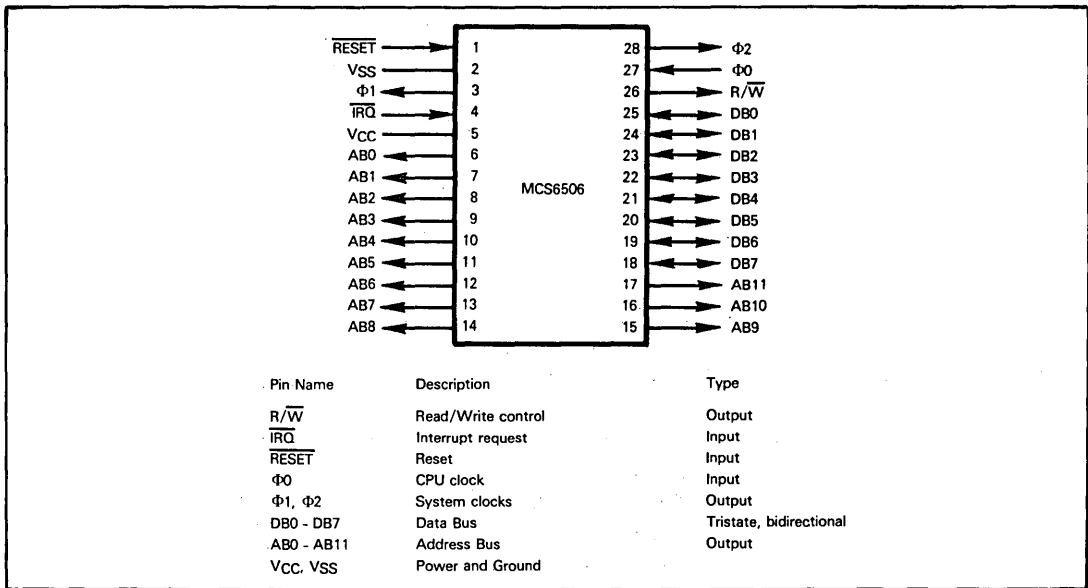 R̅E̅S̅E̅T̅ 1 28 Φ2
VSS 2 27 Φ0
Φ1 3 26 R/W̅
I̅R̅Q̅ 4 25 DB0
VCC 5 24 DB1
AB0 6 23 DB2
AB1 7 22 DB3
AB2 8 MCS6506 21 DB4
AB3 9 20 DB5
AB4 10 19 DB6
AB5 11 18 DB7
AB6 12 17 AB11
AB7 13 16 AB10
AB8 14 15 AB9
Pin Name Description Type
R/W̅ Read/Write control Output
I̅R̅Q̅ Interrupt request Input
R̅E̅S̅E̅T̅ Reset Input
Φ0 CPU clock Input
Φ1, Φ2 System clocks Output
DB0 - DB7 Data Bus Tristate, bidirectional
AB0 - AB11 Address Bus Output
VCC, VSS Power and Ground